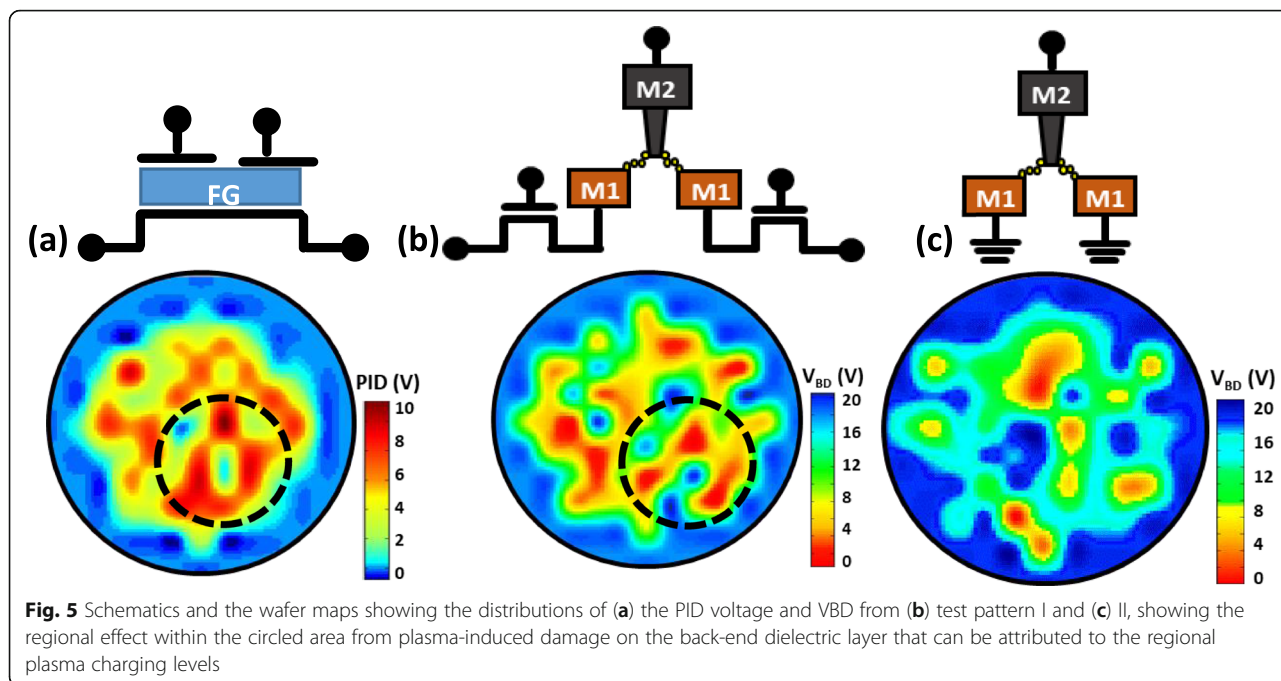 M2
M2
FG
M1
M1
M1
M1
(a)
(b)
(c)
PID (V)
10
8
6
4
2
0
VBD (V)
20
16
12
8
4
0
VBD (V)
20
16
12
8
4
0
Fig. 5 Schematics and the wafer maps showing the distributions of (a) the PID voltage and VBD from (b) test pattern I and (c) II, showing the
regional effect within the circled area from plasma-induced damage on the back-end dielectric layer that can be attributed to the regional
plasma charging levels